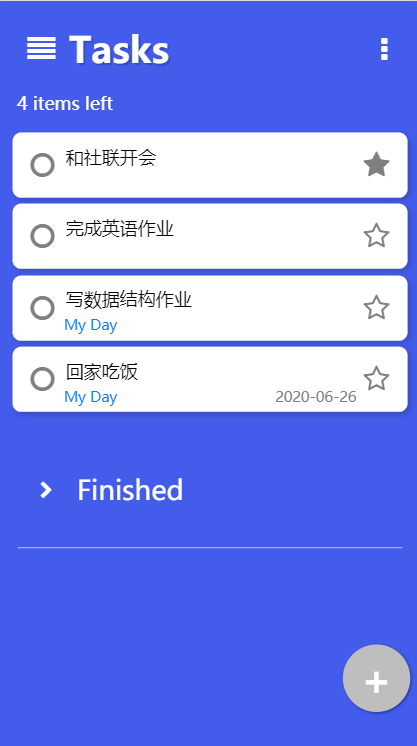 Tasks
4 items left
和社联开会
完成英语作业
写数据结构作业
My Day
回家吃饭
My Day 2020-06-26
Finished
+